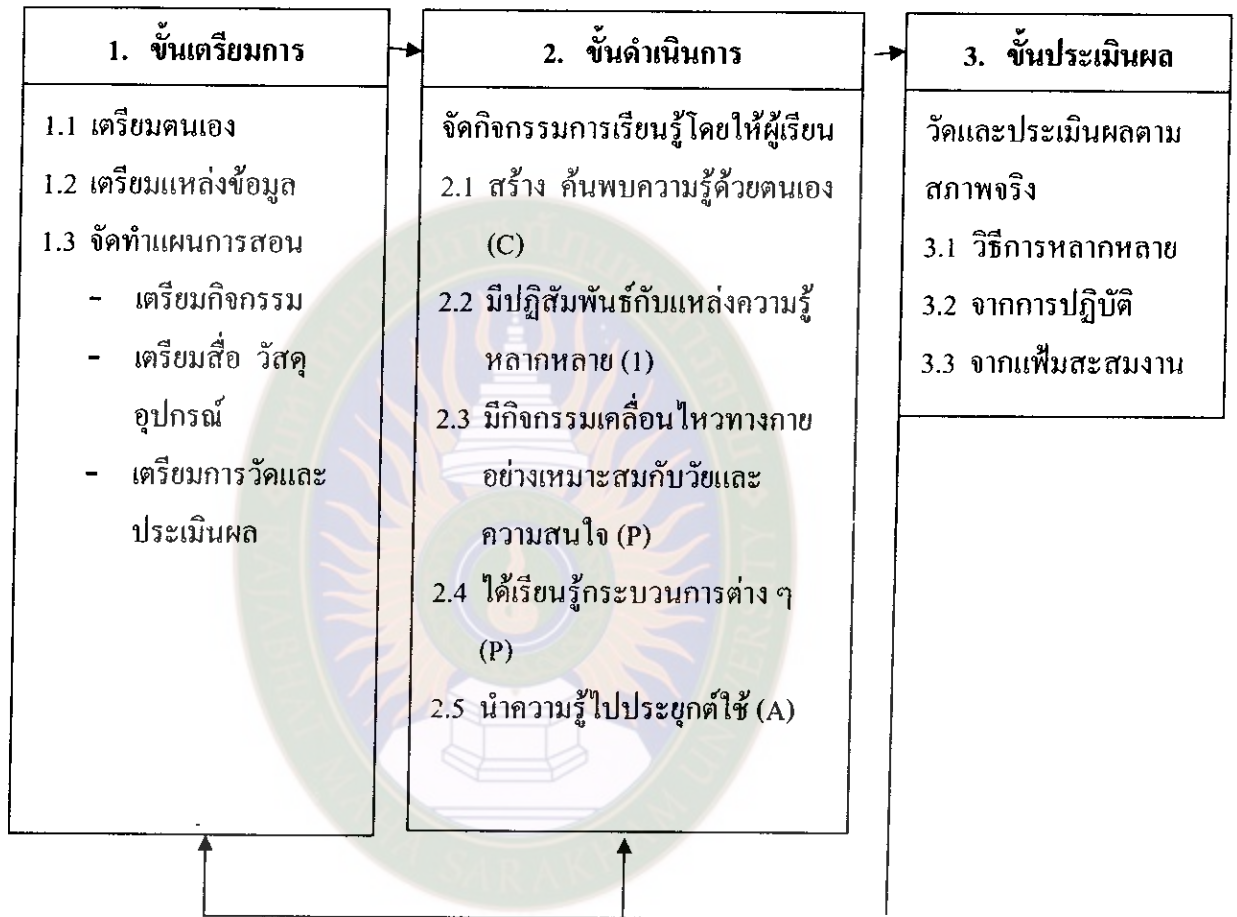 1. ขั้นเตรียมการ
1.1 เตรียมตนเอง
1.2 เตรียมแหล่งข้อมูล
1.3 จัดทำแผนการสอน
- เตรียมกิจกรรม
- เตรียมสื่อ วัสดุ
อุปกรณ์
- เตรียมการวัดและ
ประเมินผล
2. ขั้นดำเนินการ
จัดกิจกรรมการเรียนรู้โดยให้ผู้เรียน
2.1 สร้าง ค้นพบความรู้ด้วยตนเอง
(C)
2.2 มีปฏิสัมพันธ์กับแหล่งความรู้
หลากหลาย (1)
2.3 มีกิจกรรมเคลื่อนไหวทางกาย
อย่างเหมาะสมกับวัยและ
ความสนใจ (P)
2.4 ได้เรียนรู้กระบวนการต่าง ๆ
(P)
2.5 นำความรู้ไปประยุกต์ใช้ (A)
3. ขั้นประเมินผล
วัดและประเมินผลตาม
สภาพจริง
3.1 วิธีการหลากหลาย
3.2 จากการปฏิบัติ
3.3 จากแฟ้มสะสมงาน
RAJABHAT MAHA SARAKHAM UNIVERSITY